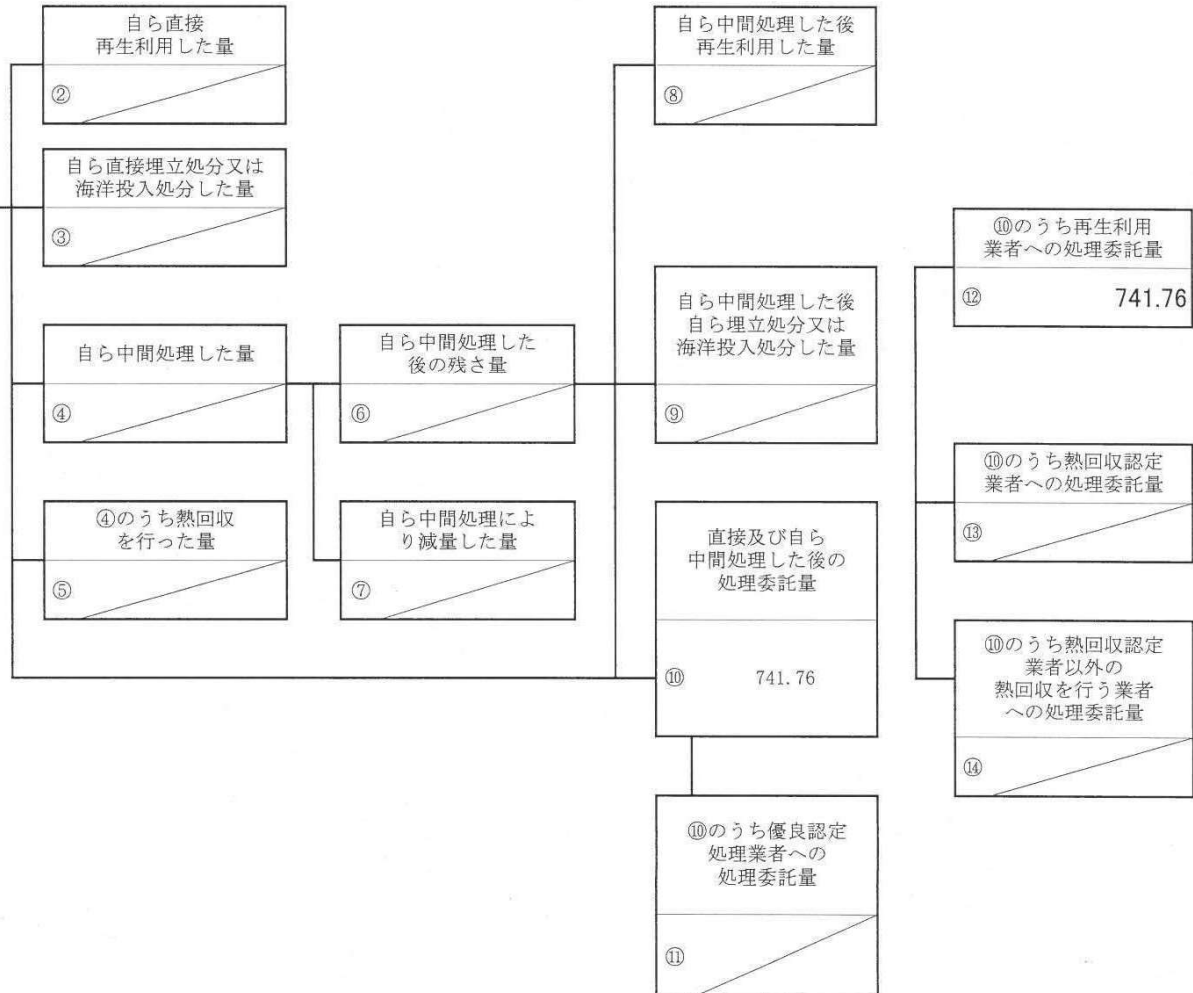 自ら直接
再生利用した量
②
自ら直接埋立処分又は
海洋投入処分した量
③
自ら中間処理した量
④
④のうち熱回収
を行った量
⑤
自ら中間処理した
後の残さ量
⑥
自ら中間処理によ
り減量した量
⑦
自ら中間処理した後
再生利用した量
⑧
自ら中間処理した後
自ら埋立処分又は
海洋投入処分した量
⑨
直接及び自ら
中間処理した後の
処理委託量
⑩ 741.76
⑩のうち優良認定
処理業者への
処理委託量
⑪
⑩のうち再生利用
業者への処理委託量
⑫ 741.76
⑩のうち熱回収認定
業者への処理委託量
⑬
⑩のうち熱回収認定
業者以外の
熱回収を行う業者
への処理委託量
⑭